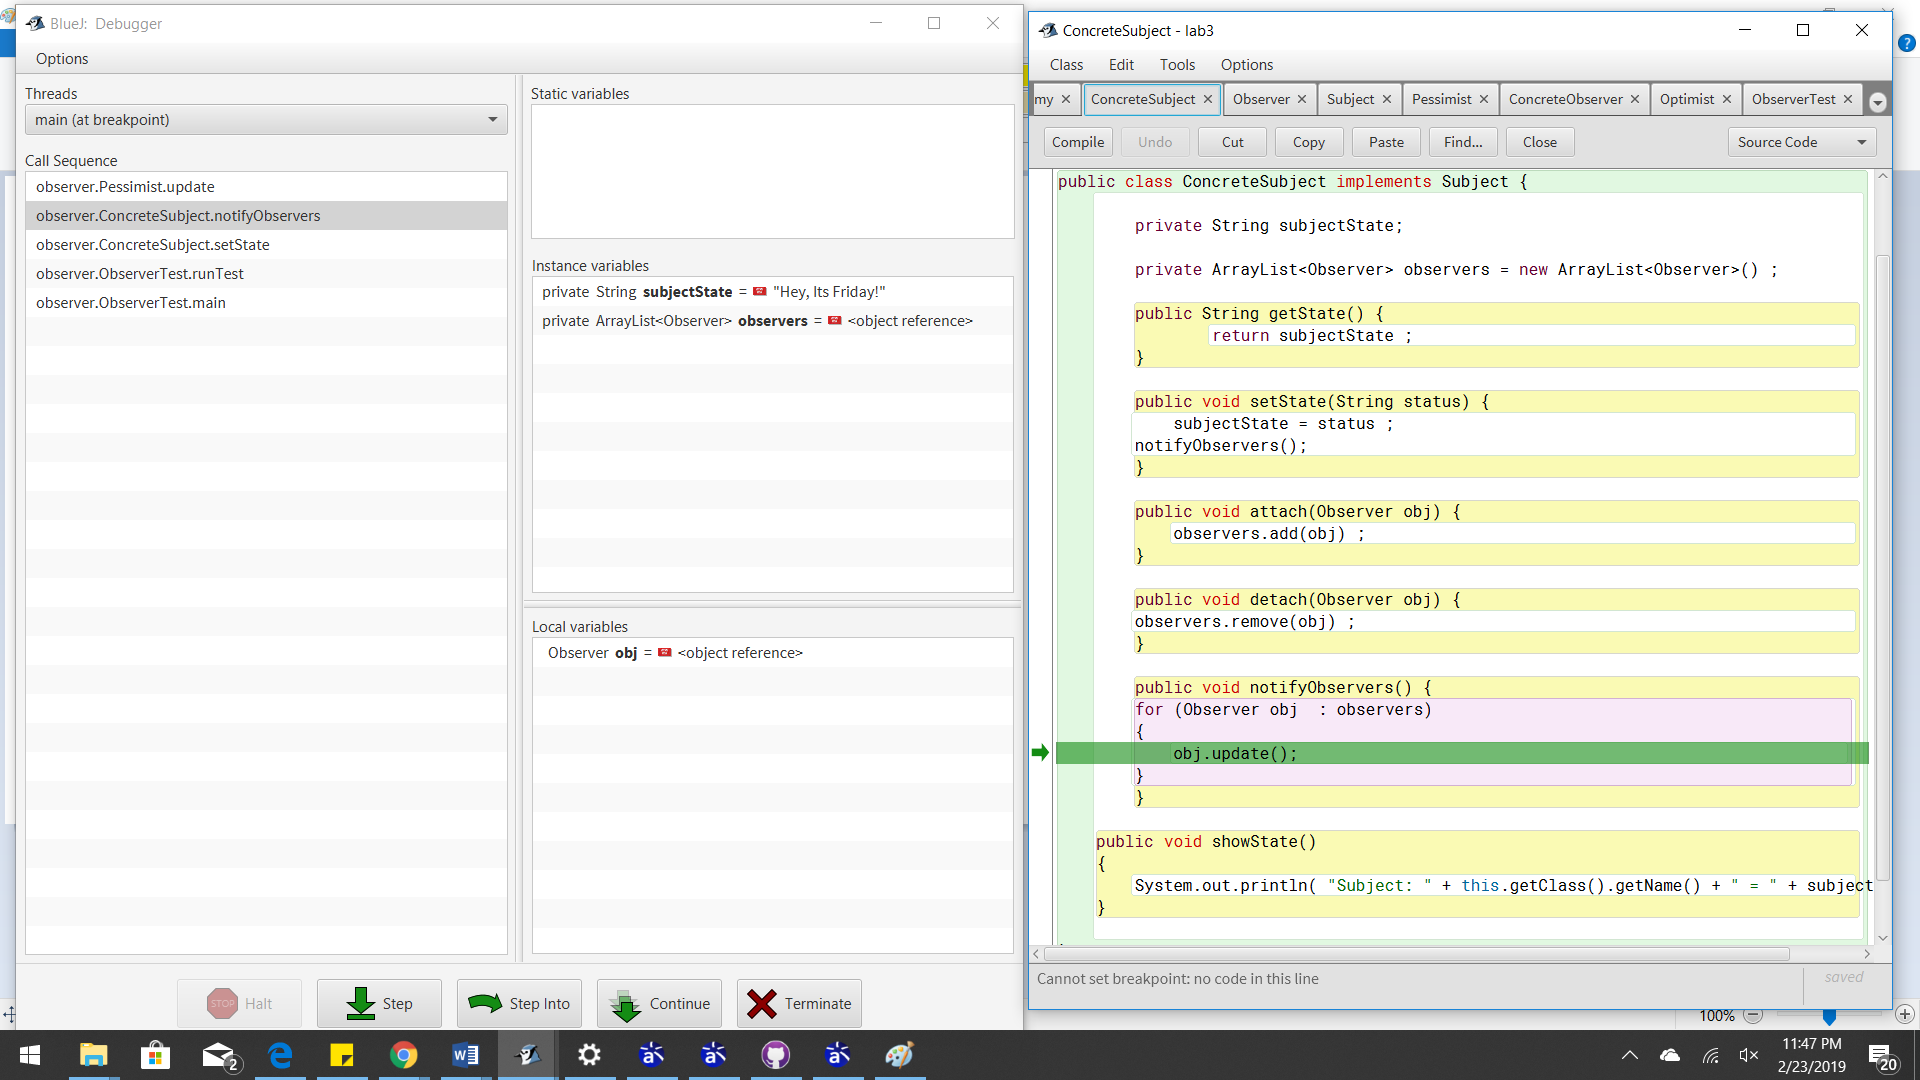 BlueJ: Debugger
Options
Threads
main (at breakpoint)
Call Sequence
observer.Pessimist.update
observer.ConcreteSubject.notifyObservers
observer.ConcreteSubject.setState
observer.ObserverTest.runTest
observer.ObserverTest.main
Static variables
Instance variables
private String subjectState = "Hey, Its Friday!"
private ArrayList<Observer> observers = <object reference>
Local variables
Observer obj = <object reference>
STOP Halt
Step
Step Into
Continue
Terminate
ConcreteSubject - lab3
Class Edit Tools Options
my ConcreteSubject Observer Subject Pessimist ConcreteObserver Optimist ObserverTest
Compile Undo Cut Copy Paste Find... Close Source Code
public class ConcreteSubject implements Subject {
private String subjectState;
private ArrayList<Observer> observers = new ArrayList<Observer>() ;
public String getState() {
return subjectState ;
}
public void setState(String status) {
subjectState = status ;
notifyObservers();
}
public void attach(Observer obj) {
observers.add(obj) ;
}
public void detach(Observer obj) {
observers.remove(obj) ;
}
public void notifyObservers() {
for (Observer obj  : observers)
{
obj.update();
}
}
public void showState()
{
System.out.println( "Subject: " + this.getClass().getName() + " = " + subject
}
Cannot set breakpoint: no code in this line
saved
100%
2
11:47 PM
2/23/2019
20